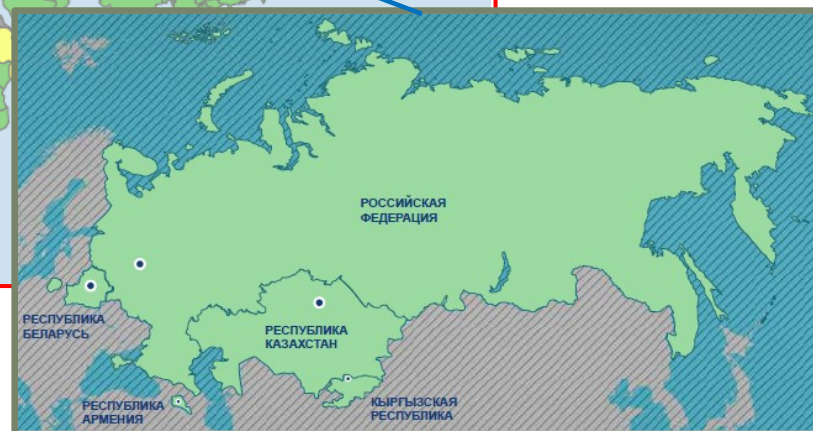 РОССИЙСКАЯ
ФЕДЕРАЦИЯ
РЕСПУБЛИКА
БЕЛАРУСЬ
РЕСПУБЛИКА
КАЗАХСТАН
РЕСПУБЛИКА
АРМЕНИЯ
КЫРГЫЗСКАЯ
РЕСПУБЛИКА